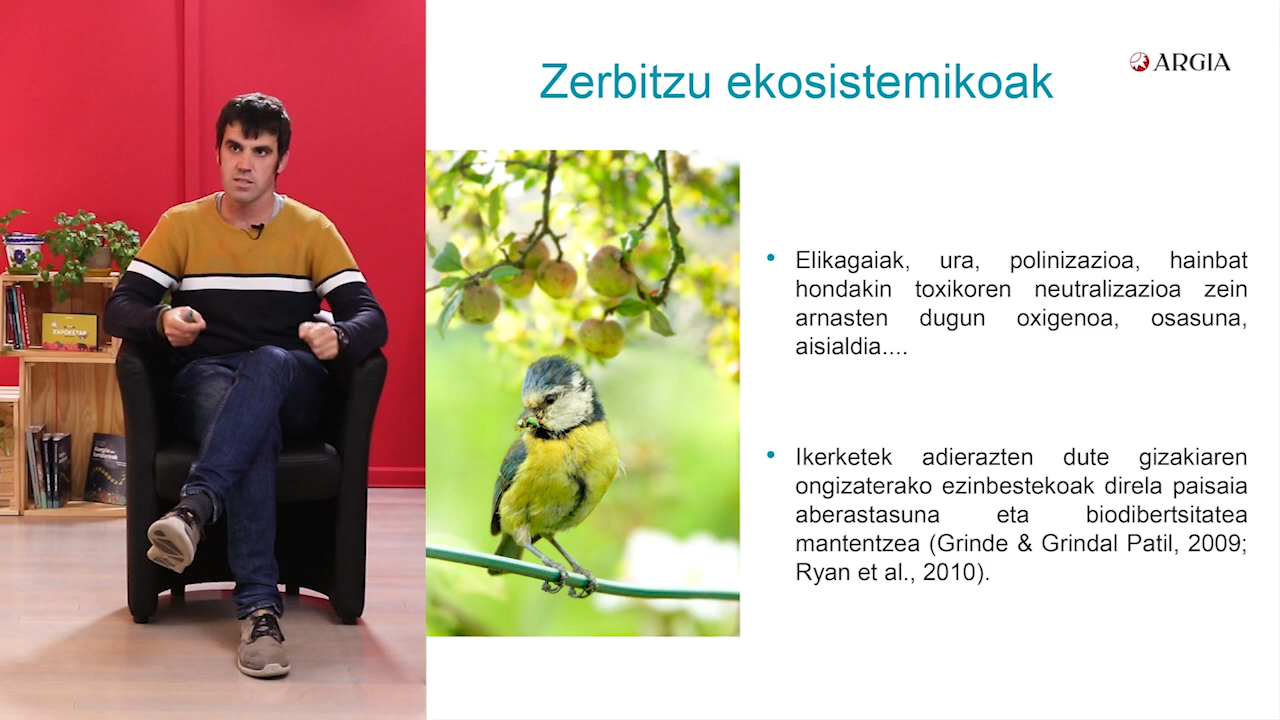 ARGIA
Zerbitzu ekosistemikoak
• Elikagaiak, ura, polinizazioa, hainbat
hondakin toxikoren neutralizazioa zein
arnasten dugun oxigenoa, osasuna,
aisialdia....
• Ikerketek adierazten dute gizakiaren
ongizaterako ezinbestekoak direla paisaia
aberastasuna eta biodibertsitatea
mantentzea (Grinde & Grindal Patil, 2009;
Ryan et al., 2010).